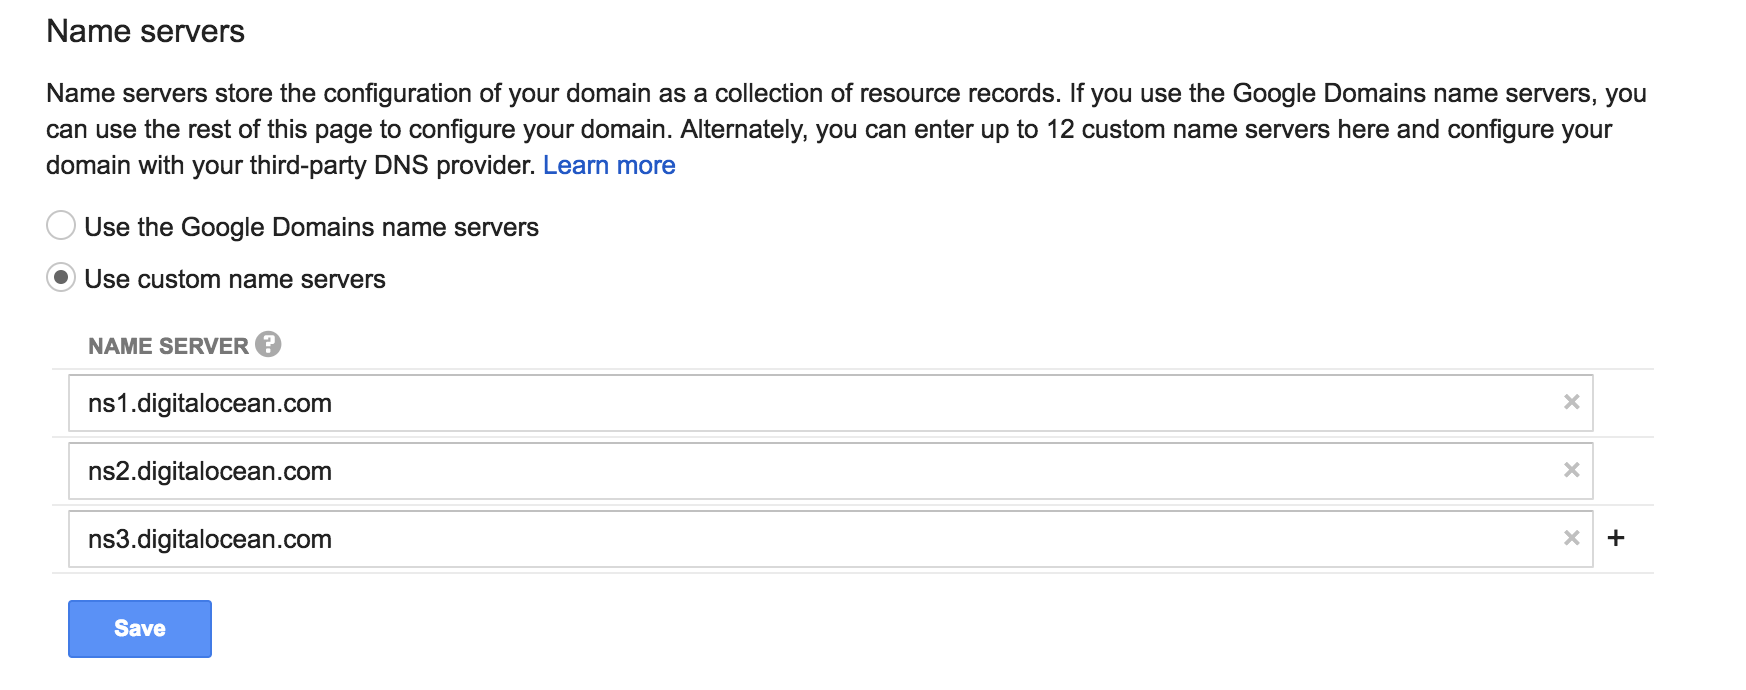 Name servers
Name servers store the configuration of your domain as a collection of resource records. If you use the Google Domains name servers, you
can use the rest of this page to configure your domain. Alternately, you can enter up to 12 custom name servers here and configure your
domain with your third-party DNS provider. Learn more
Use the Google Domains name servers
Use custom name servers
NAME SERVER ?
ns1.digitalocean.com ×
ns2.digitalocean.com ×
ns3.digitalocean.com × +
Save